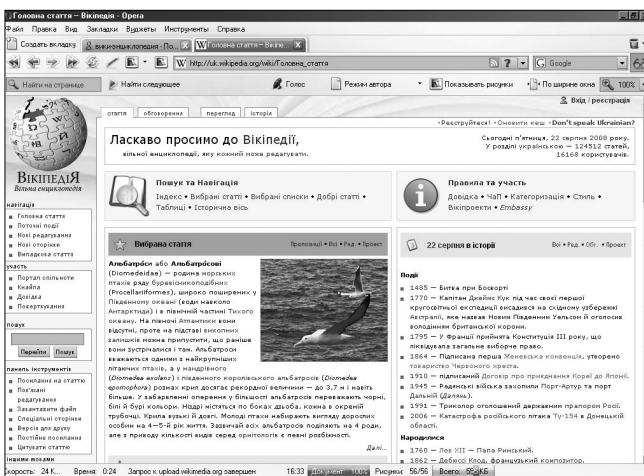 Головна стаття – Вікіпедія - Opera
Файл Правка Вид Закладки Виджеты Инструменты Справка
Создать вкладку
викиэнциклопедия - По...
Головна стаття – Вікіпе...
http://uk.wikipedia.org/wiki/Головна_стаття
Google
Найти на странице
Найти следующее
Голос
Режим автора
Показывать рисунки
По ширине окна
100%
Вхід / реєстрація
стаття обговорення перегляд історія
•Реєструйтеся! •Оновити кеш •Don't speak Ukrainian?
Ласкаво просимо до Вікіпедії,
вільної енциклопедії, яку кожний може редагувати.
Сьогодні п'ятниця, 22 серпня 2008 року.
У розділі українською — 124512 статей,
16168 користувачів.
ВІКІПЕДІЯ
Вільна енциклопедія
навігація
Головна стаття
Поточні події
Нові редагування
Нові сторінки
Випадкова стаття
участь
Портал спільноти
Кнайпа
Довідка
Пожертвування
пошук
Перейти Пошук
панель інструментів
Посилання на статтю
Пов'язані
редагування
Завантажити файл
Спеціальні сторінки
Версія для друку
Постійне посилання
Цитувати статтю
іншими мовами
Пошук та Навігація
Індекс • Вибрані статті • Вибрані списки • Добрі статті •
Таблиці • Історична вісь
Правила та участь
Довідка • ЧаП • Категоризація • Стиль •
Вікіпроекти • Embassy
Вибрана стаття
Пропозиції • Всі • Ред. • Проект
Альбатро́си або Альбатро́сові
(Diomedeidae) — родина морських
птахів ряду буревісникоподібних
(Procellariiformes), широко поширених у
Південному океані (води навколо
Антарктиди) і в північній частині Тихого
океану. На півночі Атлантики вони
відсутні, проте на підставі викопних
залишків можна припустити, що раніше
вони зустрічалися і там. Альбатроси
вважаються одними з найкрупніших
літаючих птахів, а у мандрівного
(Diomedea exulans) і південного королівського альбатросів (Diomedea
epomophora) розмах крил досягає рекордної величини — до 3,7 м і навіть
більше. У забарвленні оперення у більшості альбатросів переважають чорні,
білі й бурі кольори. Ніздрі містяться по боках дзьоба, кожна в окремій
трубочці. Крила вузькі й довгі. Молоді птахи набирають вигляду дорослих
особин на 4—5-й рік життя. Зазвичай всіх альбатросів поділяють на 4 роди,
але з приводу кількості видів серед орнітологів є певні розбіжності.
Далі...
22 серпня в історії
Всі • Ред. • Обг. • Проект
Події
1485 — Битва при Босворті
1770 — Капітан Джеймс Кук під час своєї першої
кругосвітньої експедиції висадився на східному узбережжі
Австралії, яке назвав Новим Південним Уельсом й оголосив
володінням британської корони.
1795 — У Франції прийнята Конституція III року, що
ліквідувала загальне виборче право.
1864 — Підписана перша Женевська конвенція, утворено
товариство Червоного хреста.
1910 — підписаний Договір про приєднання Кореї до Японії.
1945 — Радянські війська захопили Порт-Артур та порт
Дальній (Далянь).
1991 — Триколор оголошений державним прапором Росії.
2006 — Катастрофа російського літака Ту-154 в Донецькій
області.
Народилися
1760 — Лев XII — Папа Римський.
1862 — Дебюссі Клод, французький композитор.
Скорость: 24 K... Время: 0:24 Запрос к upload.wikimedia.org завершен 16:33 Документ: 100% Рисунки: 56/56 Всего: